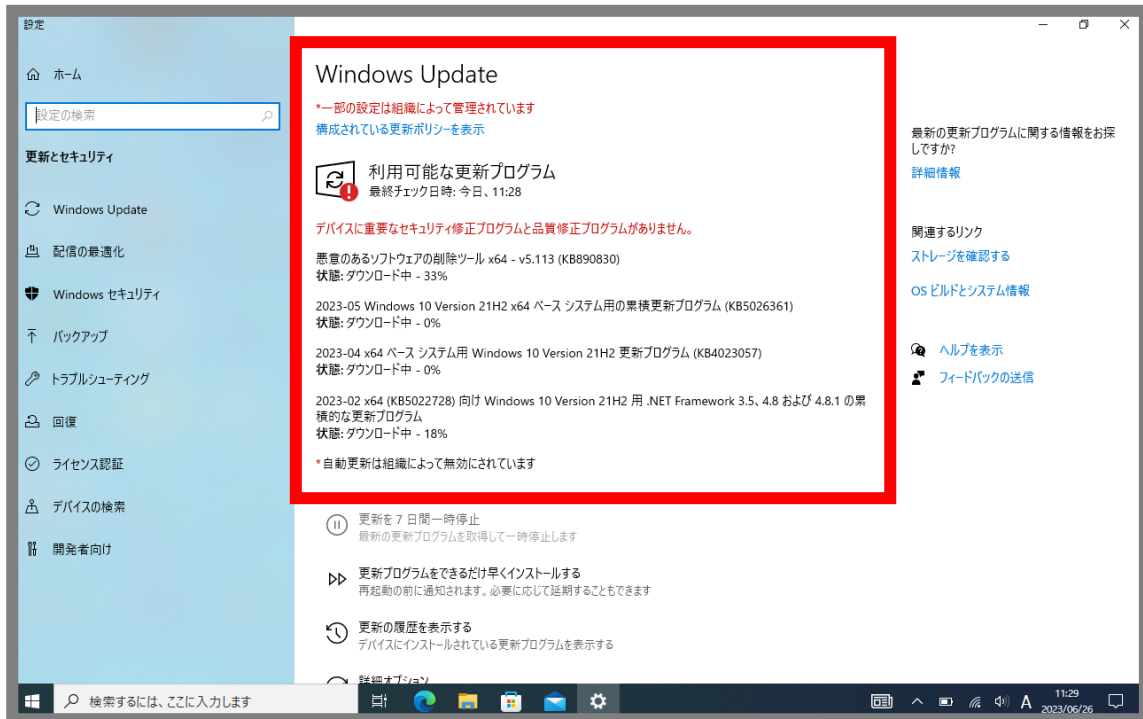 設定
ホーム
設定の検索
更新とセキュリティ
Windows Update
配信の最適化
Windows セキュリティ
バックアップ
トラブルシューティング
回復
ライセンス認証
デバイスの検索
開発者向け
Windows Update
*一部の設定は組織によって管理されています
構成されている更新ポリシーを表示
利用可能な更新プログラム
最終チェック日時: 今日、11:28
デバイスに重要なセキュリティ修正プログラムと品質修正プログラムがありません。
悪意のあるソフトウェアの削除ツール x64 - v5.113 (KB890830)
状態: ダウンロード中 - 33%
2023-05 Windows 10 Version 21H2 x64 ベース システム用の累積更新プログラム (KB5026361)
状態: ダウンロード中 - 0%
2023-04 x64 ベース システム用 Windows 10 Version 21H2 更新プログラム (KB4023057)
状態: ダウンロード中 - 0%
2023-02 x64 (KB5022728) 向け Windows 10 Version 21H2 用 .NET Framework 3.5、4.8 および 4.8.1 の累
積的な更新プログラム
状態: ダウンロード中 - 18%
*自動更新は組織によって無効にされています
更新を 7 日間一時停止
最新の更新プログラムを取得して一時停止します
更新プログラムをできるだけ早くインストールする
再起動の前に通知されます。必要に応じて延期することもできます
更新の履歴を表示する
デバイスにインストールされている更新プログラムを表示する
詳細オプション
最新の更新プログラムに関する情報をお探
しですか?
詳細情報
関連するリンク
ストレージを確認する
OS ビルドとシステム情報
ヘルプを表示
フィードバックの送信
検索するには、ここに入力します
A
11:29
2023/06/26